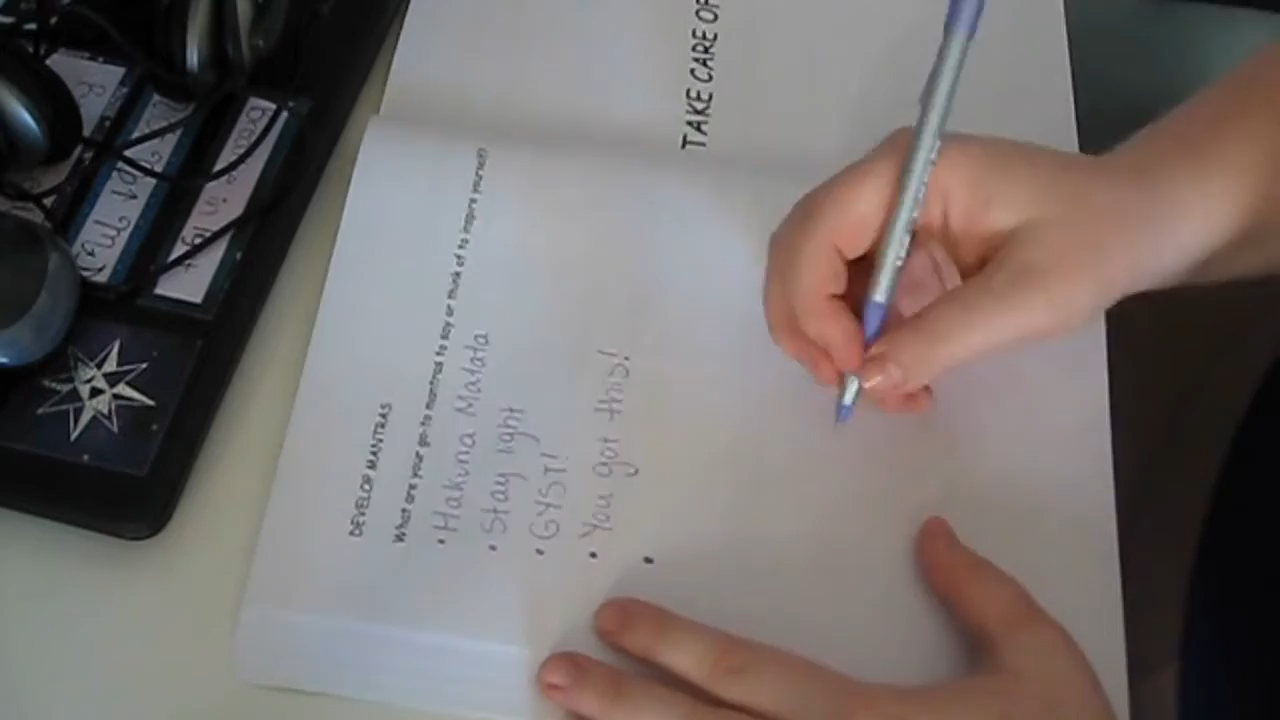 TAKE CARE OF
DEVELOP MANTRAS
What are your go-to mantras to say or think of to inspire yourself?
• Hakuna Matata
• Stay light
• GYST!
• You got this!
•